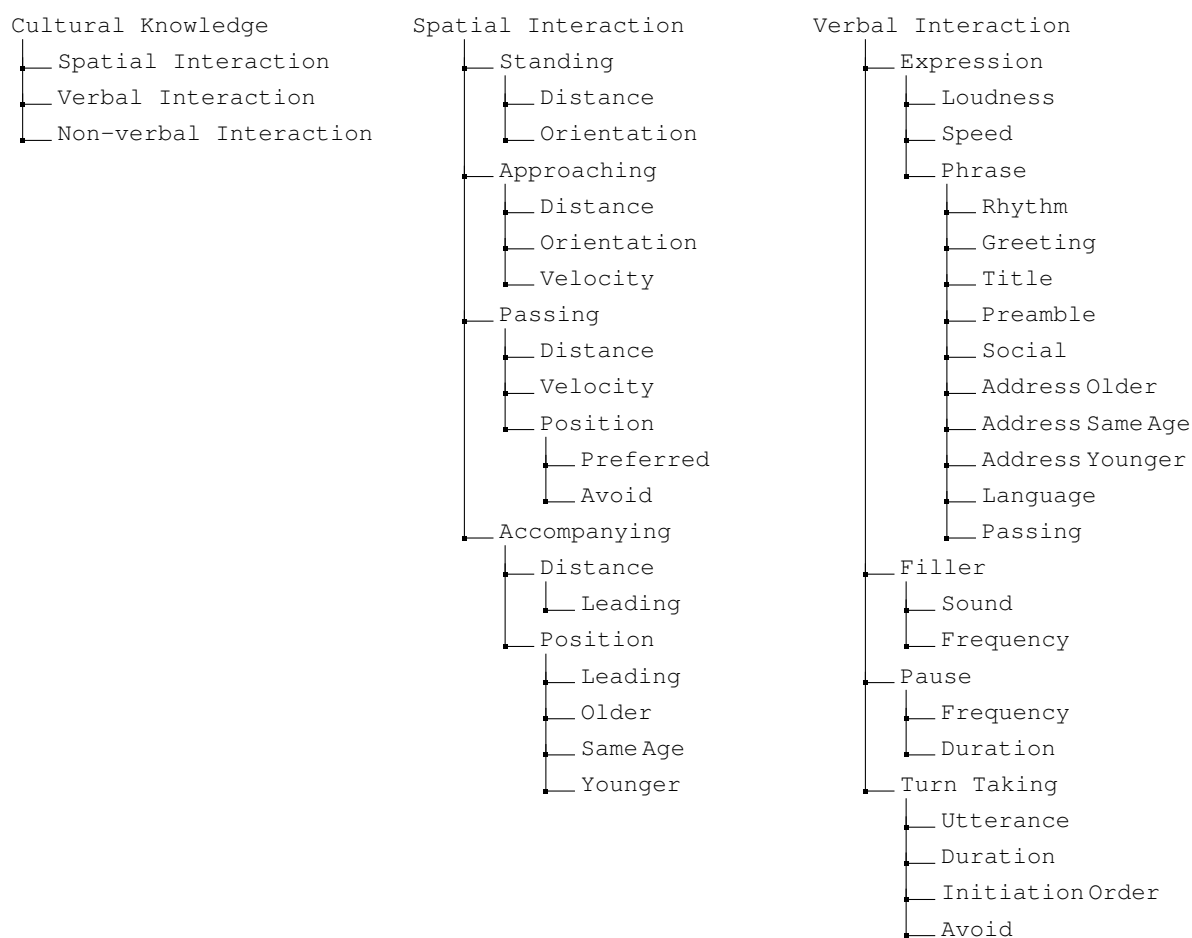 Cultural Knowledge
Spatial Interaction
Verbal Interaction
Non-verbal Interaction
Spatial Interaction
Standing
Distance
Orientation
Approaching
Distance
Orientation
Velocity
Passing
Distance
Velocity
Position
Preferred
Avoid
Accompanying
Distance
Leading
Position
Leading
Older
Same Age
Younger
Verbal Interaction
Expression
Loudness
Speed
Phrase
Rhythm
Greeting
Title
Preamble
Social
Address Older
Address Same Age
Address Younger
Language
Passing
Filler
Sound
Frequency
Pause
Frequency
Duration
Turn Taking
Utterance
Duration
Initiation Order
Avoid